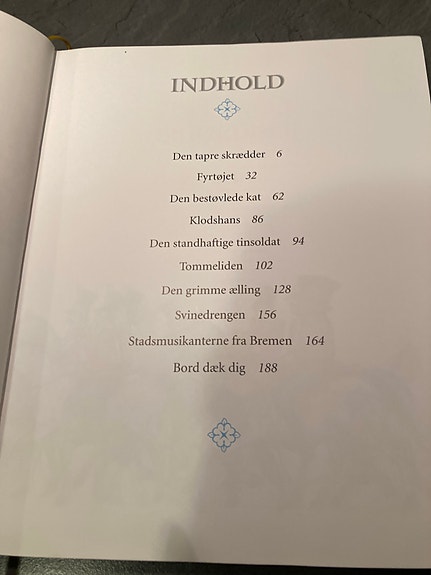 INDHOLD
Den tapre skrædder 6
Fyrtøjet 32
Den bestøvlede kat 62
Klodshans 86
Den standhaftige tinsoldat 94
Tommeliden 102
Den grimme ælling 128
Svinedrengen 156
Stadsmusikanterne fra Bremen 164
Bord dæk dig 188